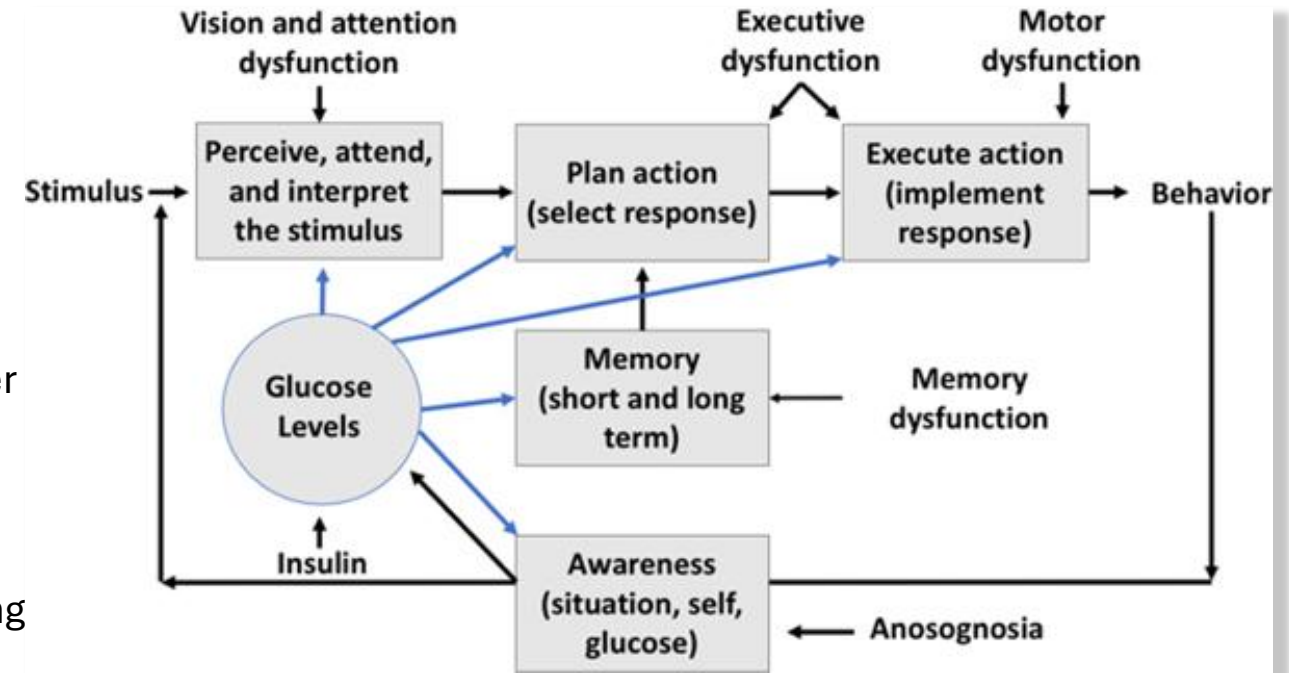 Vision and attention
dysfunction
Executive
dysfunction
Motor
dysfunction
Stimulus
Perceive, attend,
and interpret
the stimulus
Plan action
(select response)
Execute action
(implement
response)
Behavior
Glucose
Levels
Memory
(short and long
term)
Memory
dysfunction
Insulin
Awareness
(situation, self,
glucose)
Anosognosia